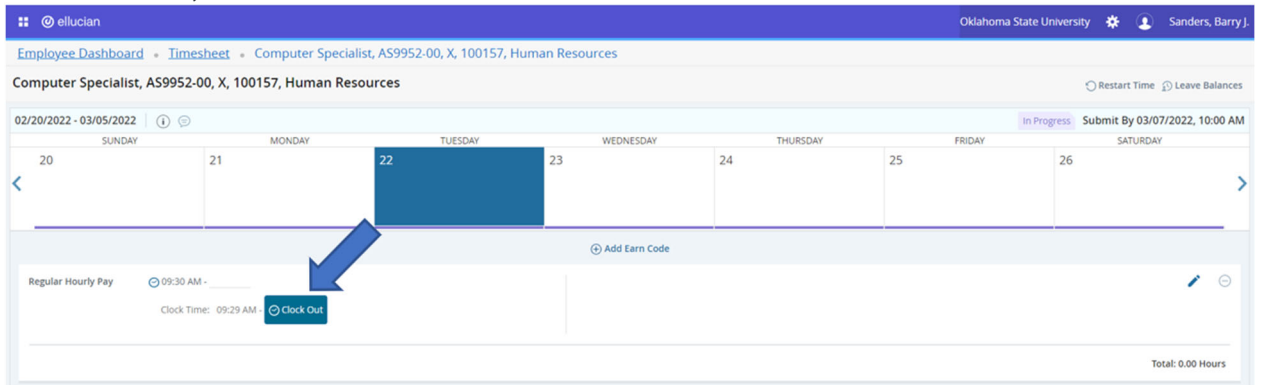 ellucian Oklahoma State University Sanders, Barry J.
Employee Dashboard • Timesheet • Computer Specialist, AS9952-00, X, 100157, Human Resources
Computer Specialist, AS9952-00, X, 100157, Human Resources Restart Time Leave Balances
02/20/2022 - 03/05/2022 In Progress Submit By 03/07/2022, 10:00 AM
SUNDAY MONDAY TUESDAY WEDNESDAY THURSDAY FRIDAY SATURDAY
20 21 22 23 24 25 26
Add Earn Code
Regular Hourly Pay 09:30 AM -
Clock Time: 09:29 AM - Clock Out
Total: 0.00 Hours